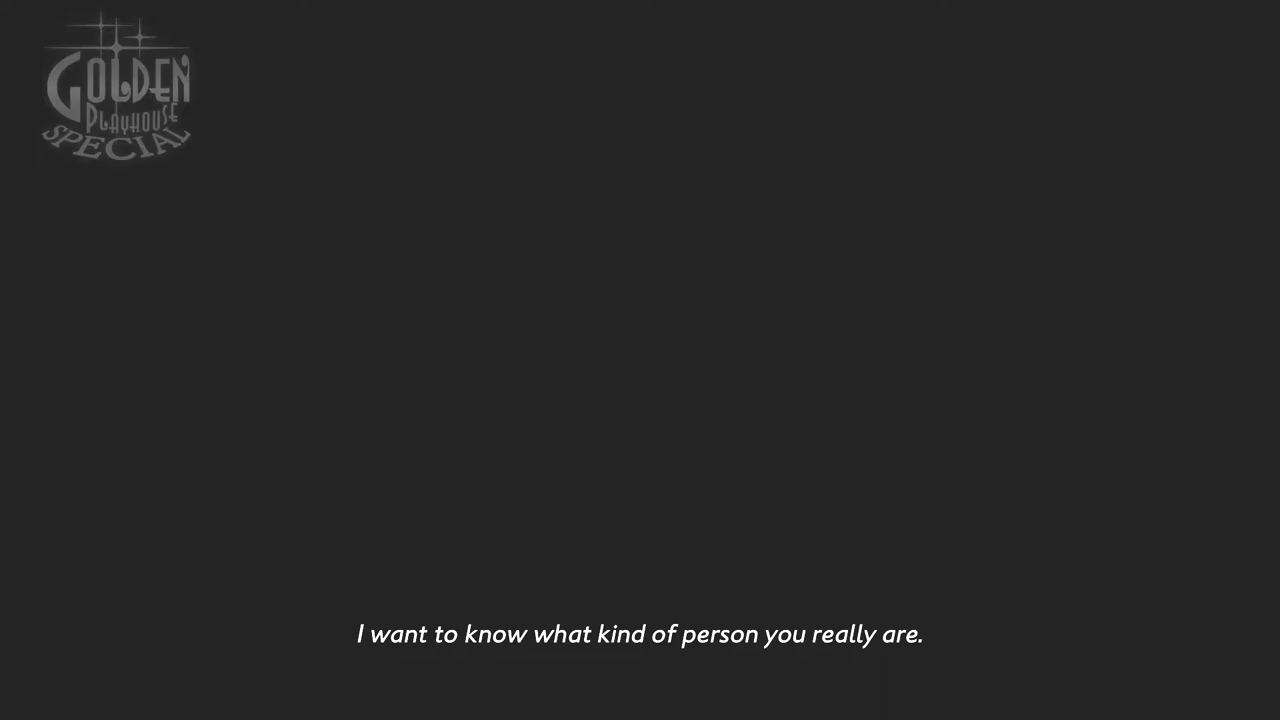 GOLDEN
PLAYHOUSE
SPECIAL
I want to know what kind of person you really are.